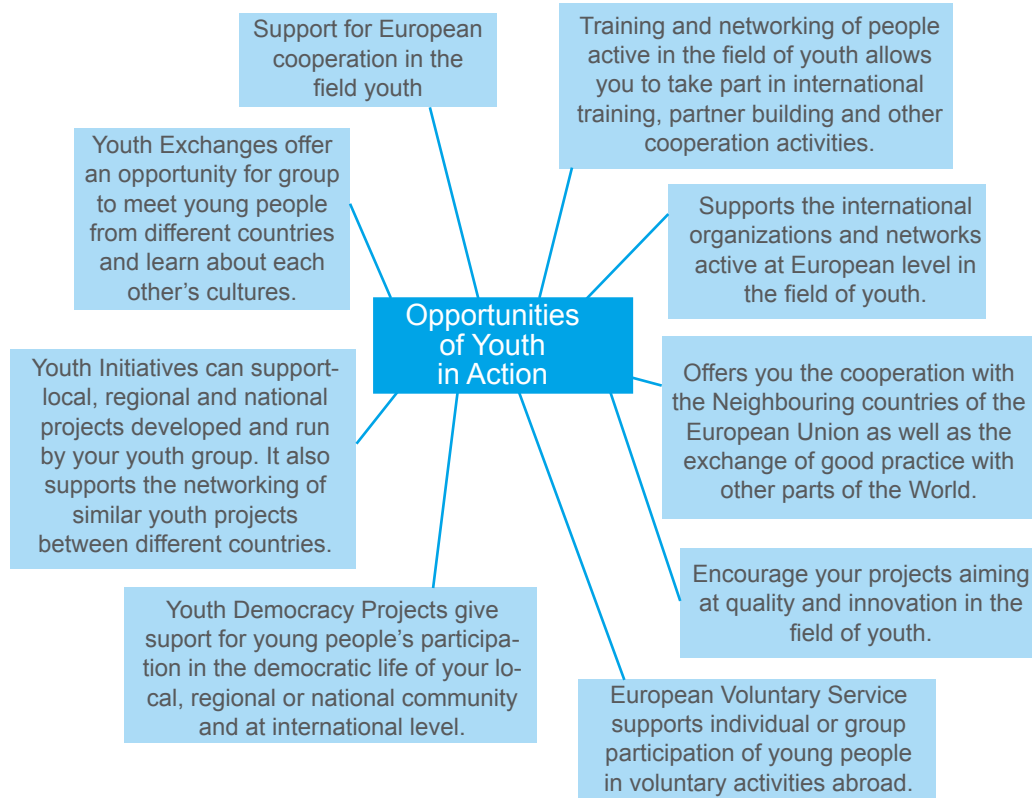 Support for European
cooperation in the
field youth
Training and networking of people
active in the field of youth allows
you to take part in international
training, partner building and other
cooperation activities.
Youth Exchanges offer
an opportunity for group
to meet young people
from different countries
and learn about each
other's cultures.
Supports the international
organizations and networks
active at European level in
the field of youth.
Opportunities
of Youth
in Action
Youth Initiatives can support-
local, regional and national
projects developed and run
by your youth group. It also
supports the networking of
similar youth projects
between different countries.
Offers you the cooperation with
the Neighbouring countries of the
European Union as well as the
exchange of good practice with
other parts of the World.
Encourage your projects aiming
at quality and innovation in the
field of youth.
Youth Democracy Projects give
suport for young people's participa-
tion in the democratic life of your lo-
cal, regional or national community
and at international level.
European Voluntary Service
supports individual or group
participation of young people
in voluntary activities abroad.